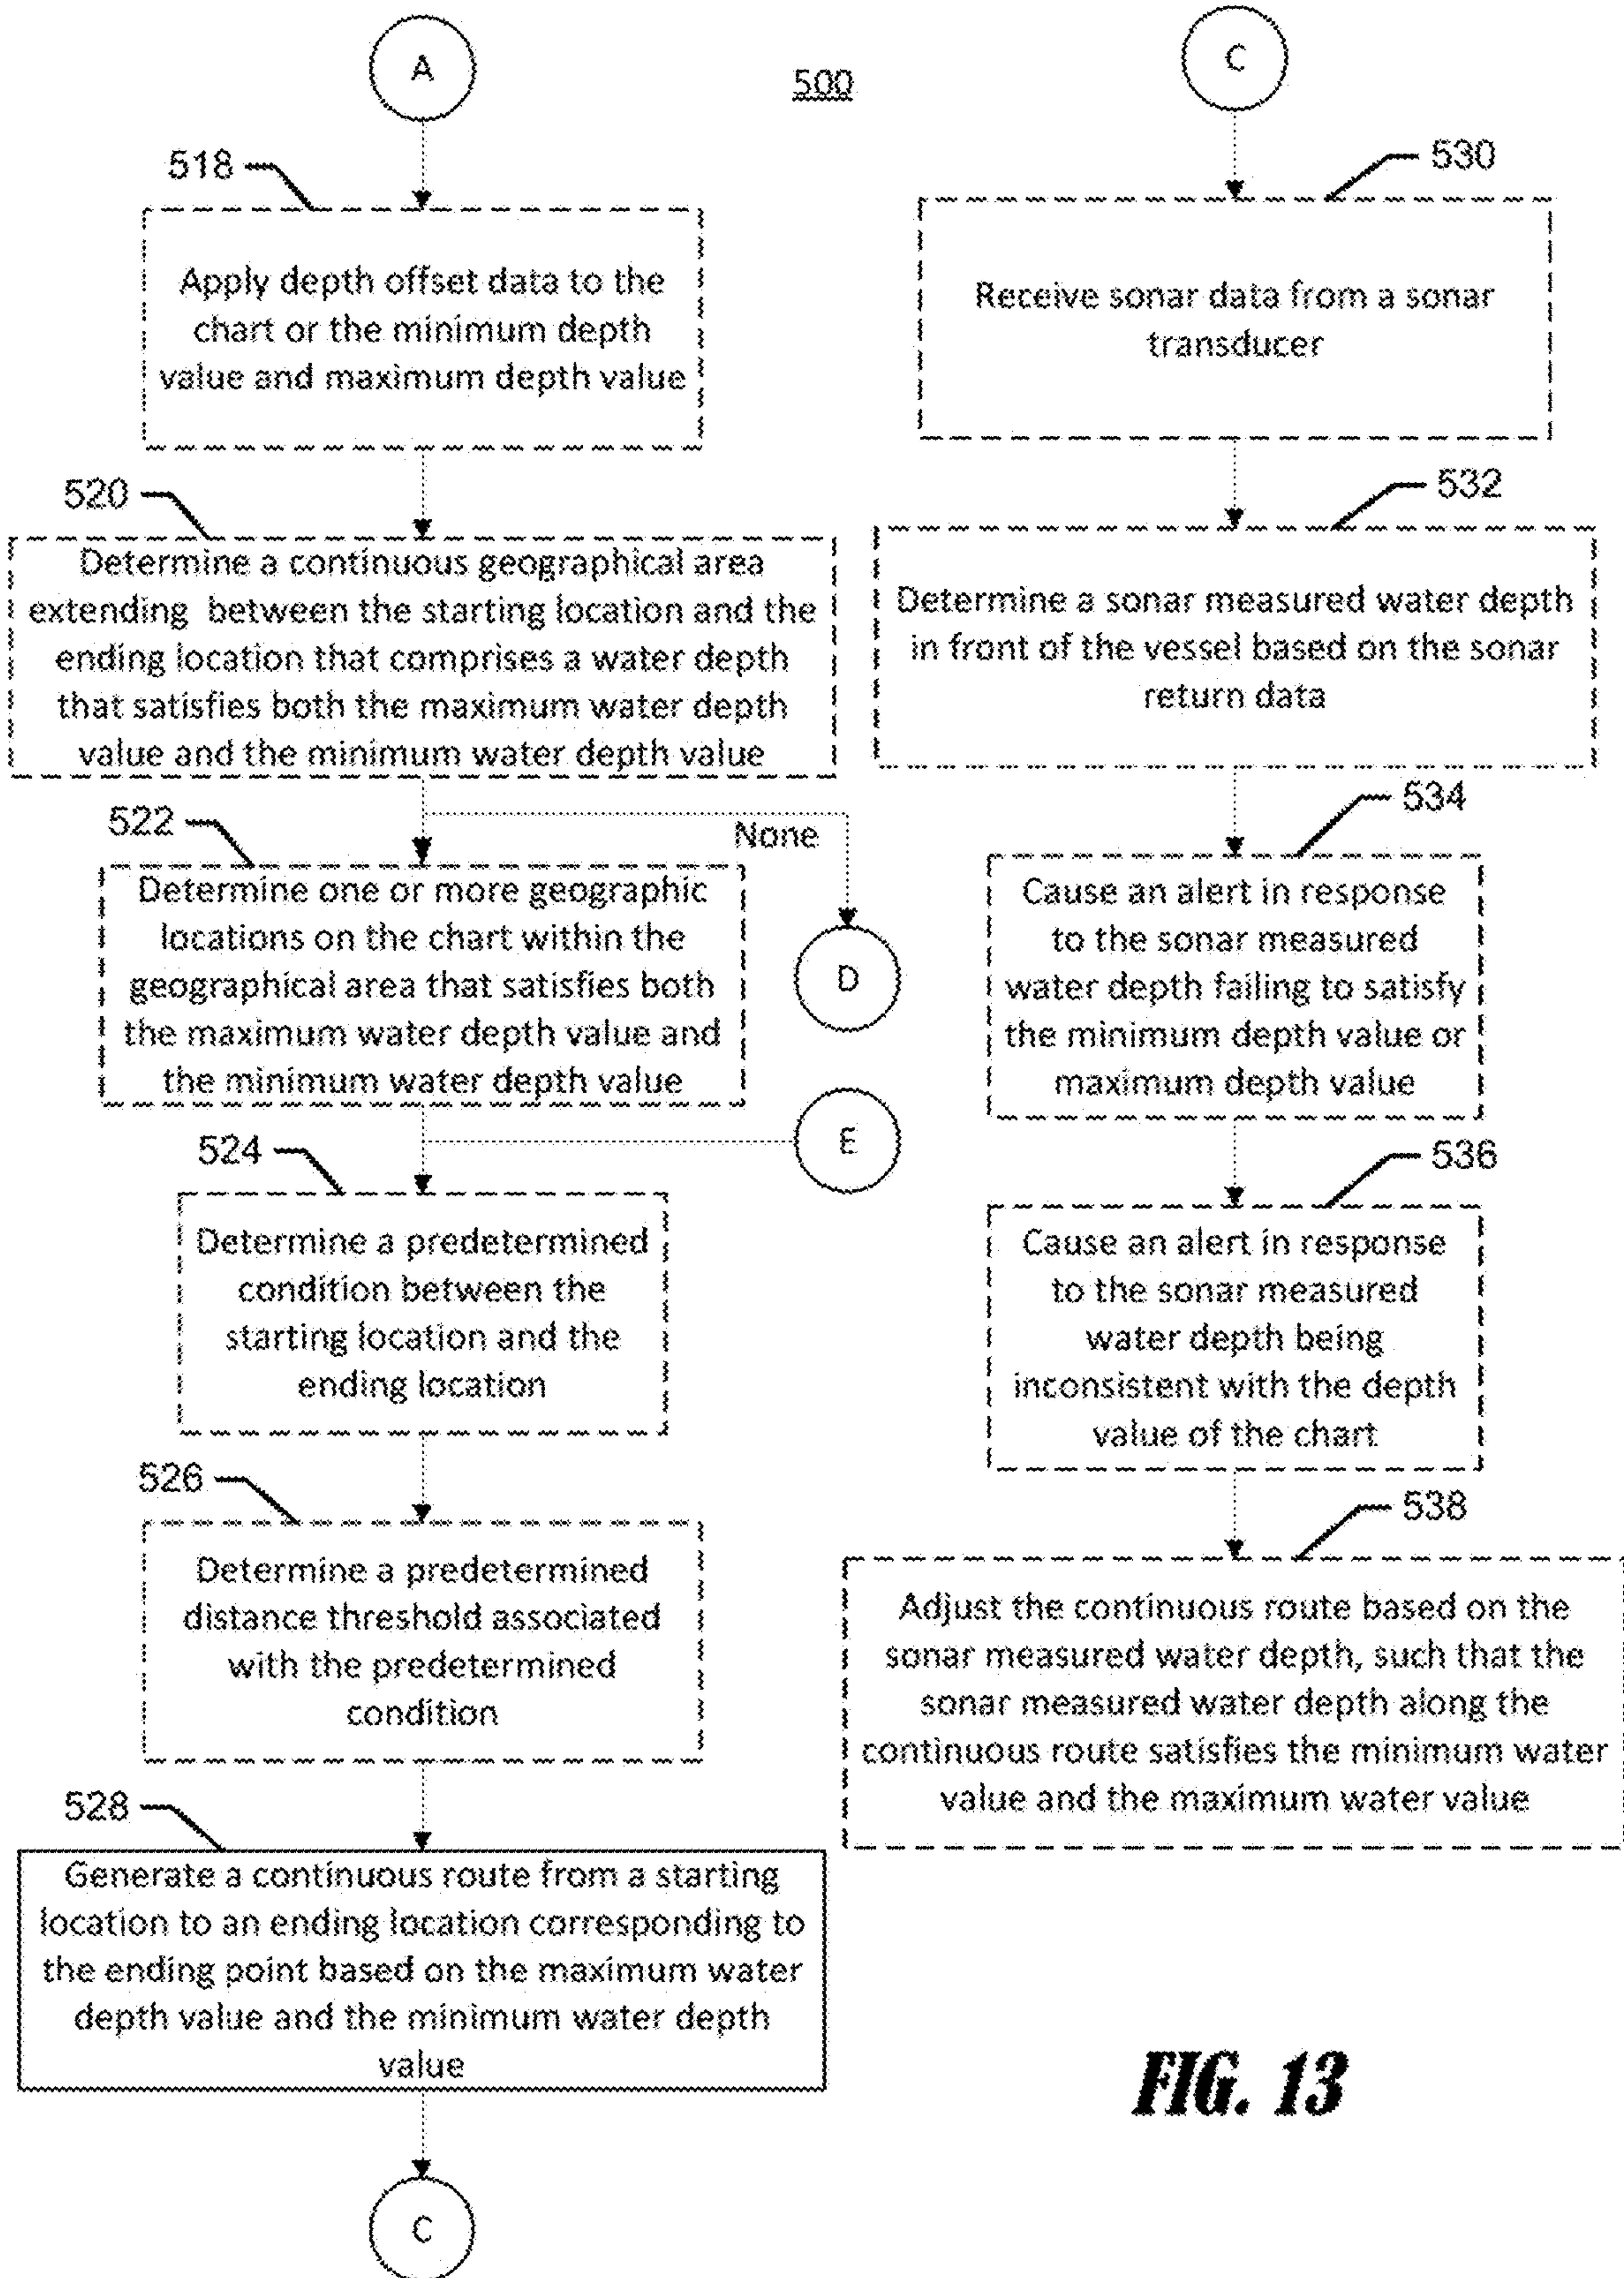 A
500
518
Apply depth offset data to the
chart or the minimum depth
value and maximum depth value
520
Determine a continuous geographical area
extending between the starting location and the
ending location that comprises a water depth
that satisfies both the maximum water depth
value and the minimum water depth value
None
D
522
Determine one or more geographic
locations on the chart within the
geographical area that satisfies both
the maximum water depth value and
the minimum water depth value
E
524
Determine a predetermined
condition between the
starting location and the
ending location
526
Determine a predetermined
distance threshold associated
with the predetermined
condition
528
Generate a continuous route from a starting
location to an ending location corresponding to
the ending point based on the maximum water
depth value and the minimum water depth
value
C
C
530
Receive sonar data from a sonar
transducer
532
Determine a sonar measured water depth
in front of the vessel based on the sonar
return data
534
Cause an alert in response
to the sonar measured
water depth failing to satisfy
the minimum depth value or
maximum depth value
536
Cause an alert in response
to the sonar measured
water depth being
inconsistent with the depth
value of the chart
538
Adjust the continuous route based on the
sonar measured water depth, such that the
sonar measured water depth along the
continuous route satisfies the minimum water
value and the maximum water value
FIG. 13